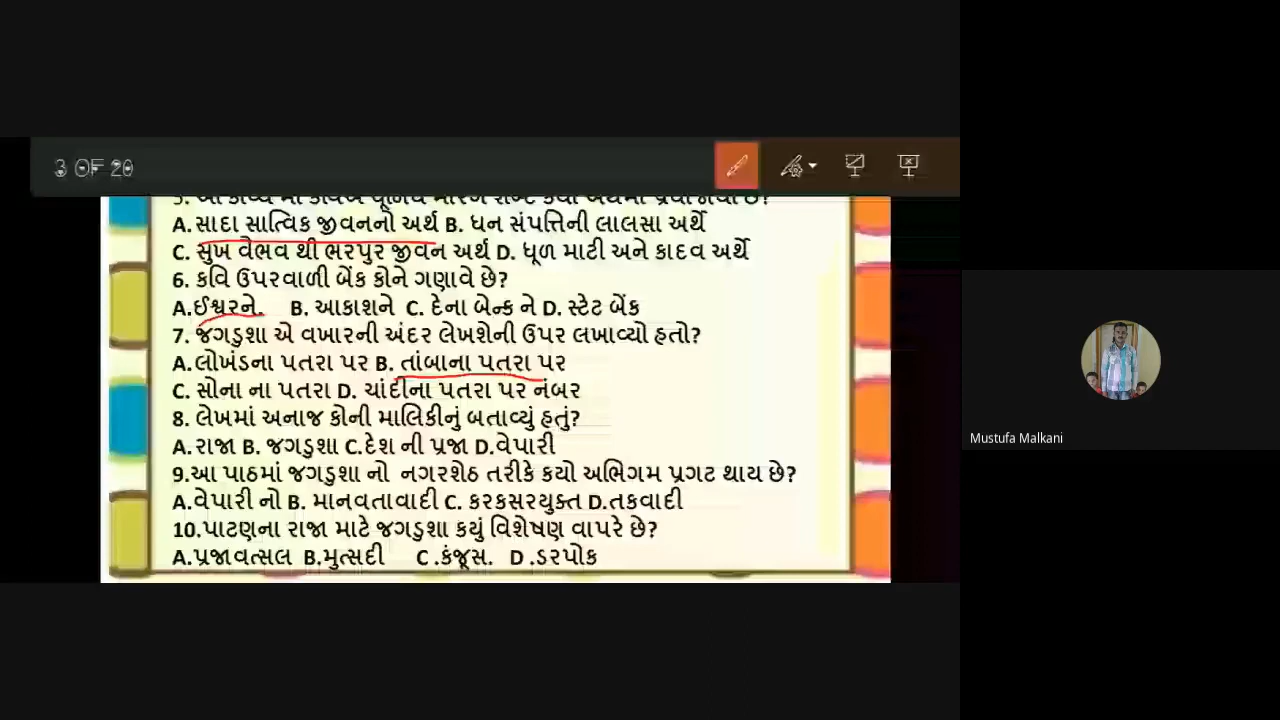 3 OF 20
A.સાદા સાત્વિક જીવનનો અર્થ B. ધન સંપત્તિની લાલસા અર્થે
C. સુખ વૈભવ થી ભરપુર જીવન અર્થ D. ધૂળ માટી અને કાદવ અર્થે
6. કવિ ઉપરવાળી બેંક કોને ગણાવે છે?
A.ઈશ્વરને. B. આકાશને C. દેના બેન્ક ને D. સ્ટેટ બેંક
7. જગડુશા એ વખારની અંદર લેખશેની ઉપર લખાવ્યો હતો?
A.લોખંડના પતરા પર B. તાંબાના પતરા પર
C. સોના ના પતરા D. ચાંદીના પતરા પર નંબર
8. લેખમાં અનાજ કોની માલિકીનું બતાવ્યું હતું?
A.રાજા B. જગડુશા C.દેશ ની પ્રજા D.વેપારી
9.આ પાઠમાં જગડુશા નો નગરશેઠ તરીકે કયો અભિગમ પ્રગટ થાય છે?
A.વેપારી નો B. માનવતાવાદી C. કરકસરયુક્ત D.તકવાદી
10.પાટણના રાજા માટે જગડુશા કયું વિશેષણ વાપરે છે?
A.પ્રજાવત્સલ B.મુત્સદી C .કંજૂસ. D .ડરપોક
Mustufa Malkani